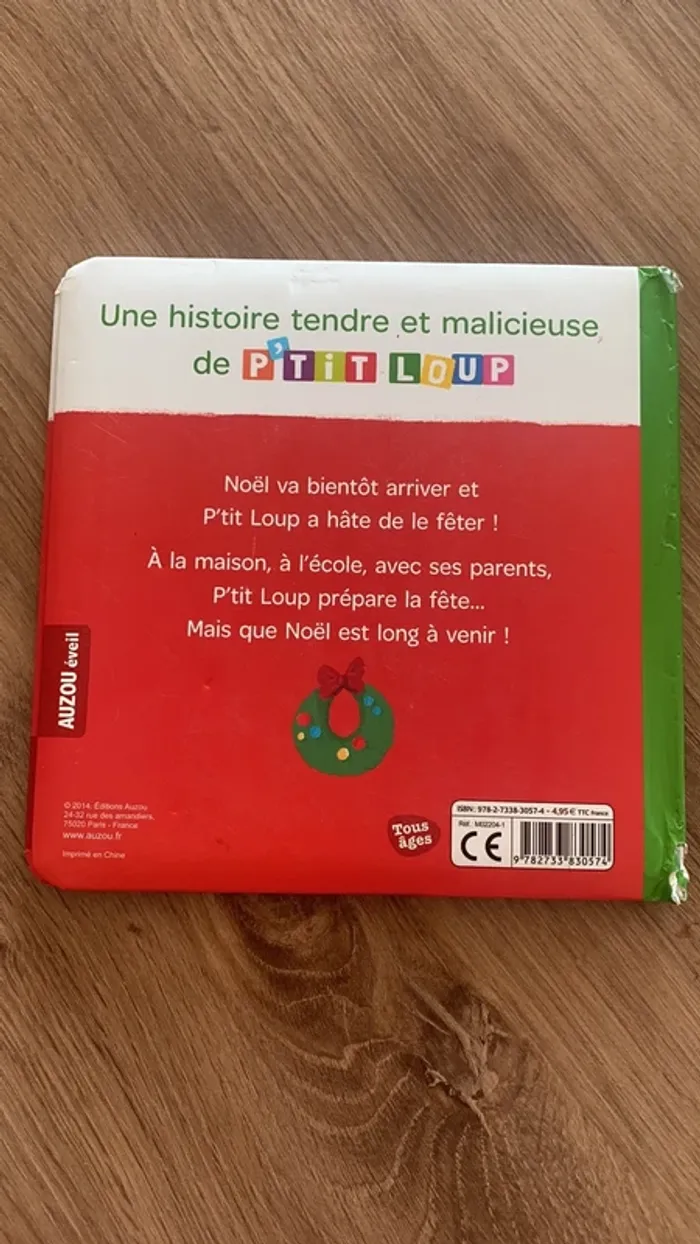 Une histoire tendre et malicieuse
de P'TiT LOUP
Noël va bientôt arriver et
P'tit Loup a hâte de le fêter !
À la maison, à l'école, avec ses parents,
P'tit Loup prépare la fête...
Mais que Noël est long à venir !
AUZOU éveil
© 2014, Éditions Auzou
24-32 rue des amandiers,
75020 Paris - France
www.auzou.fr
Imprimé en Chine
Tous
âges
ISBN: 978-2-7338-3057-4 - 4,95 € TTC France
Réf.: M02204-1
CE
9 782733 830574